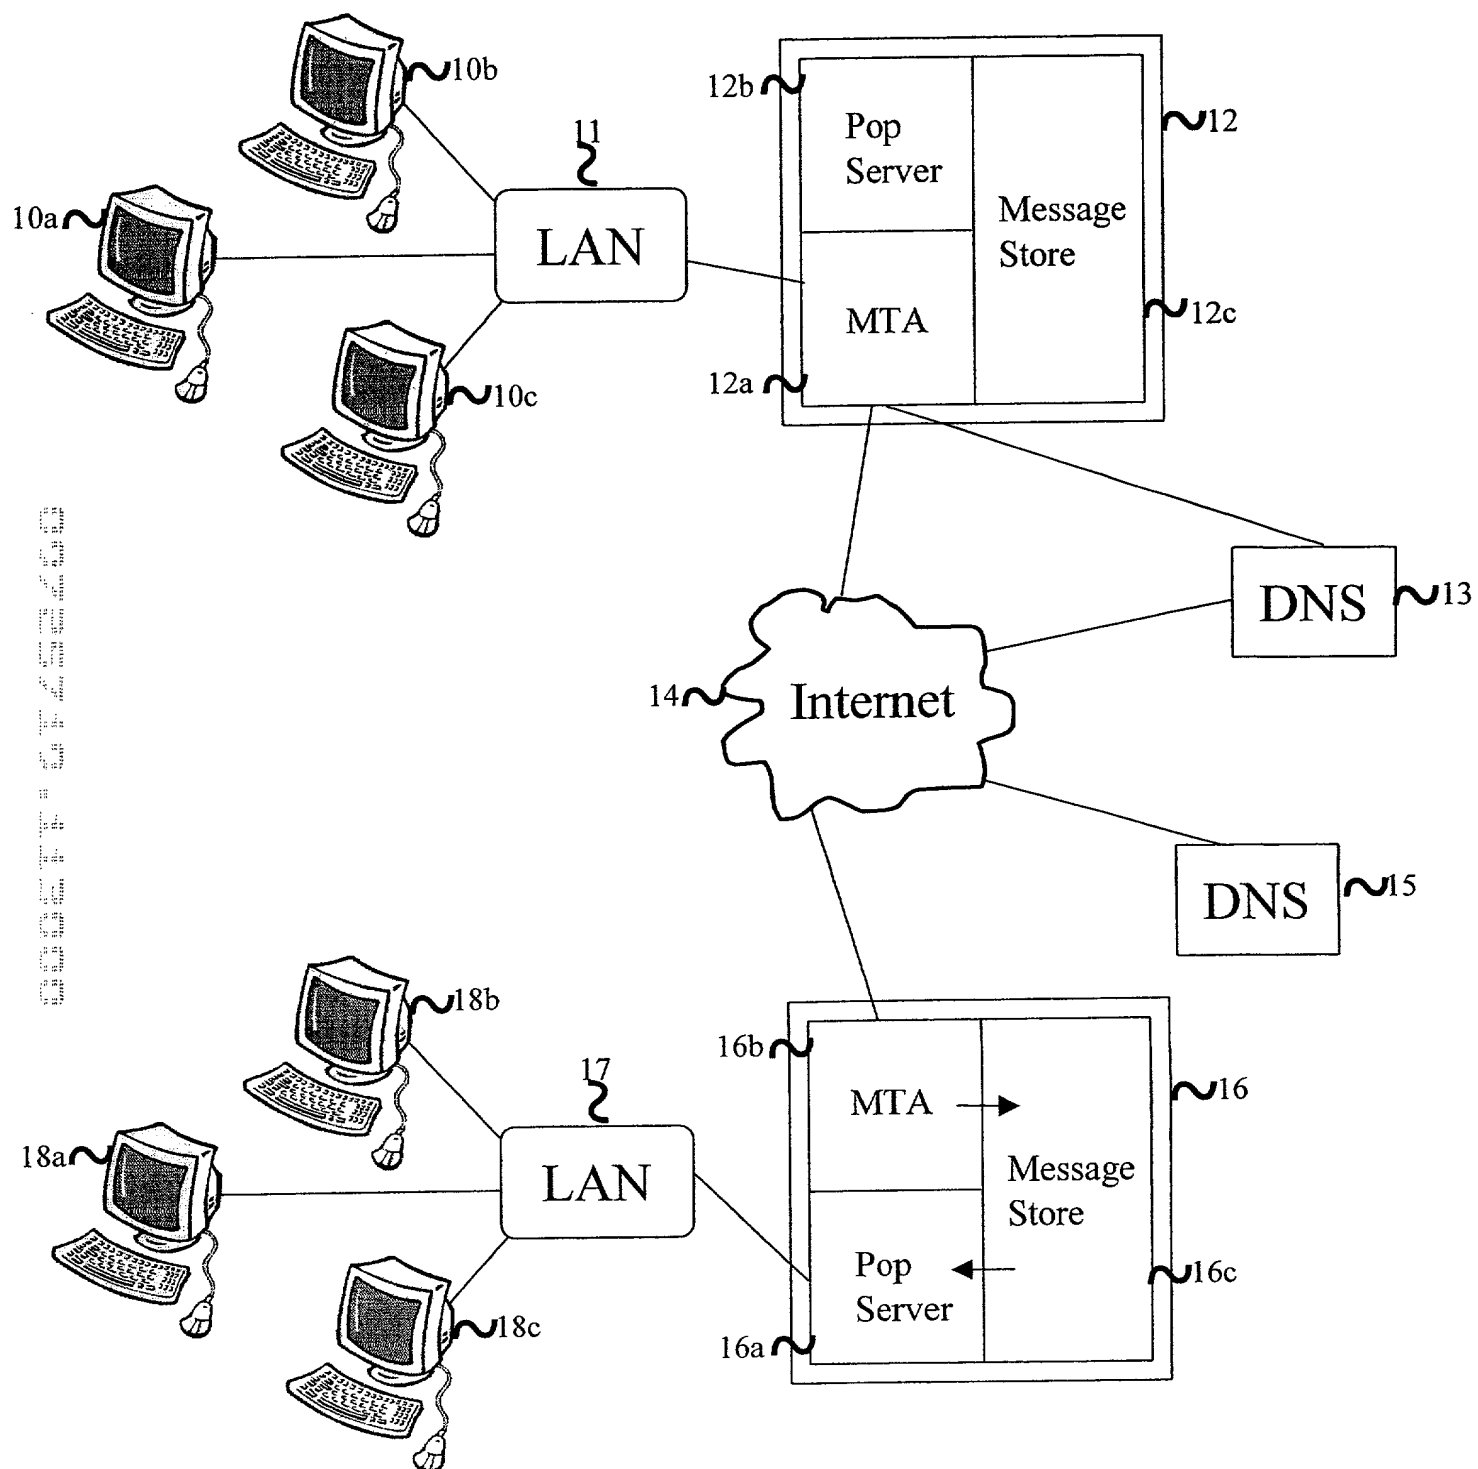 10b
11
12b
Pop
Server
12
10a
LAN
Message
Store
MTA
12c
12a
10c
DNS
13
14
Internet
DNS
15
18b
17
16b
MTA
16
18a
LAN
Message
Store
Pop
Server
16c
18c
16a